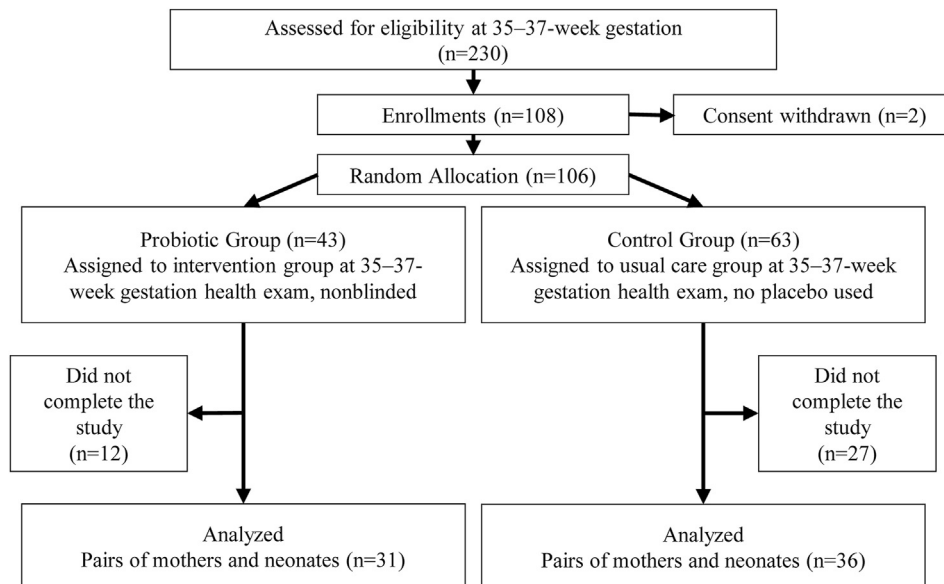 Assessed for eligibility at 35–37-week gestation
(n=230)
Enrollments (n=108)
Consent withdrawn (n=2)
Random Allocation (n=106)
Probiotic Group (n=43)
Assigned to intervention group at 35–37-
week gestation health exam, nonblinded
Control Group (n=63)
Assigned to usual care group at 35–37-week
gestation health exam, no placebo used
Did not
complete the
study
(n=12)
Did not
complete the
study
(n=27)
Analyzed
Pairs of mothers and neonates (n=31)
Analyzed
Pairs of mothers and neonates (n=36)